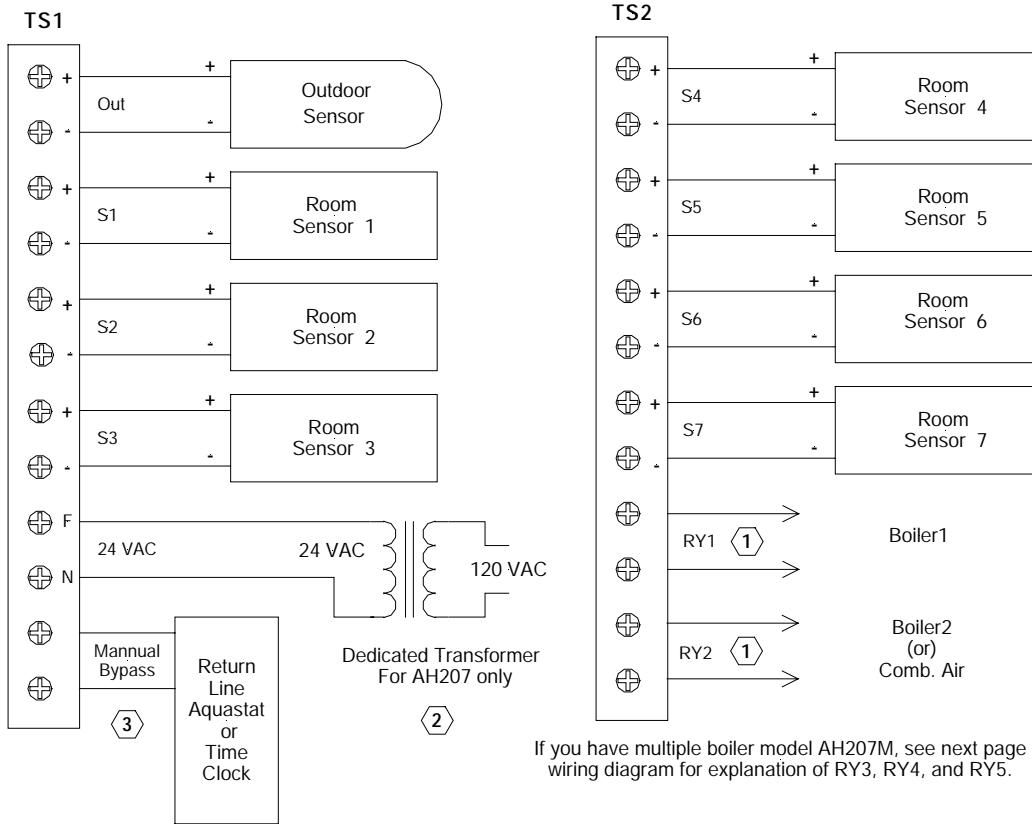 TS1
+
Out
-
+
Outdoor
Sensor
-
+
S1
-
+
Room
Sensor 1
-
+
S2
-
+
Room
Sensor 2
-
+
S3
-
+
Room
Sensor 3
-
F
24 VAC
N
24 VAC
120 VAC
Dedicated Transformer
For AH207 only
2
Mannual
Bypass
3
Return
Line
Aquastat
or
Time
Clock
TS2
+
S4
-
+
Room
Sensor 4
-
+
S5
-
+
Room
Sensor 5
-
+
S6
-
+
Room
Sensor 6
-
+
S7
-
+
Room
Sensor 7
-
RY1 1
Boiler1
RY2 1
Boiler2
(or)
Comb. Air
If you have multiple boiler model AH207M, see next page
wiring diagram for explanation of RY3, RY4, and RY5.